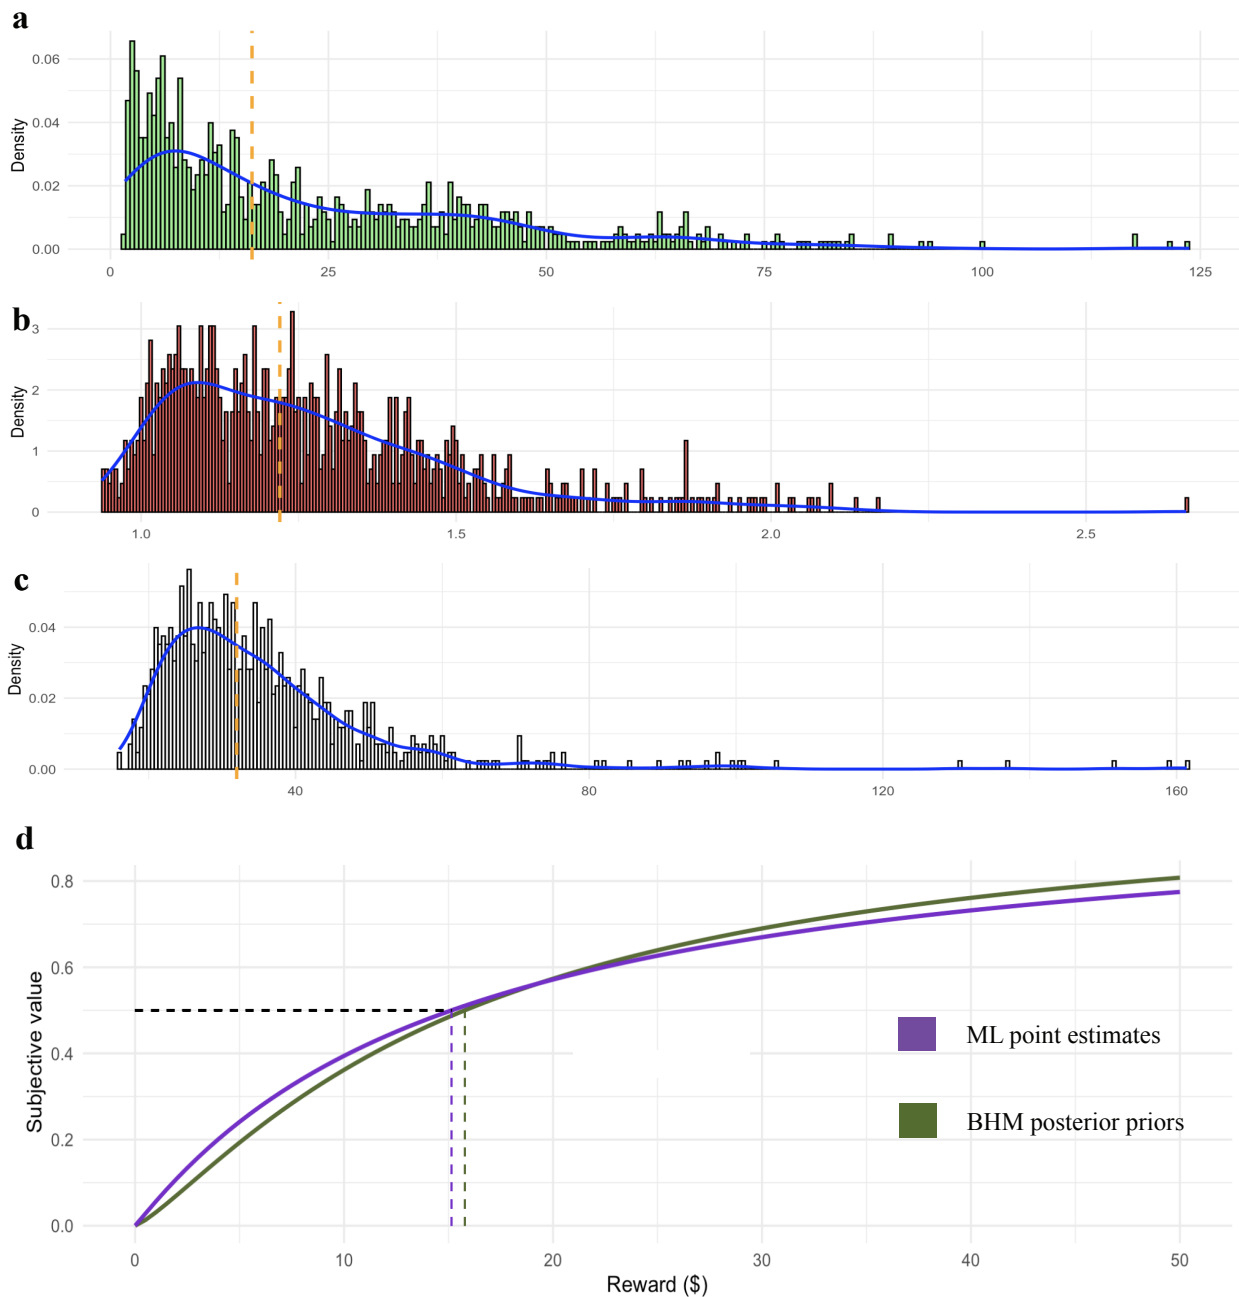 a
Density
0.06
0.04
0.02
0.00
0 25 50 75 100 125
b
Density
3
2
1
0
1.0 1.5 2.0 2.5
c
Density
0.04
0.02
0.00
40 80 120 160
d
Subjective value
0.8
0.6
0.4
0.2
0.0
ML point estimates
BHM posterior priors
0 10 20 30 40 50
Reward ($)